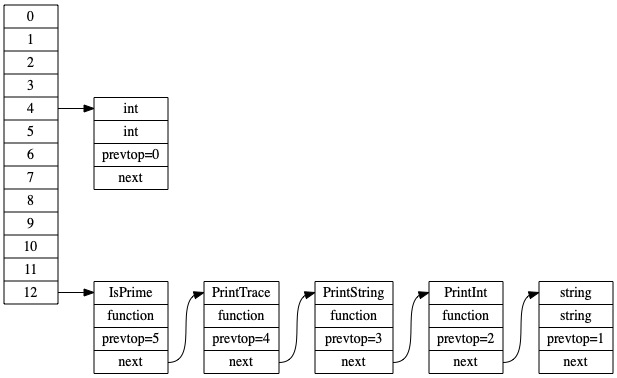 0
1
2
3
4
5
6
7
8
9
10
11
12
int
int
prevtop=0
next
IsPrime
function
prevtop=5
next
PrintTrace
function
prevtop=4
next
PrintString
function
prevtop=3
next
PrintInt
function
prevtop=2
next
string
string
prevtop=1
next